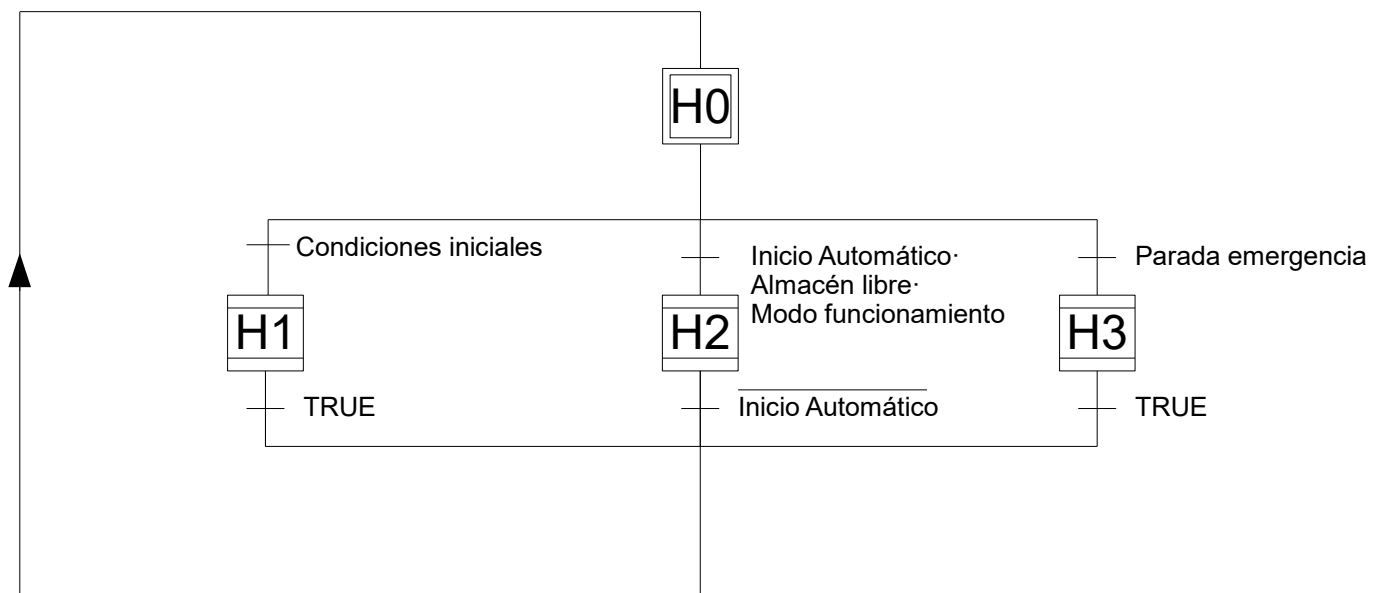 H0
Condiciones iniciales
Inicio Automático·
Almacén libre·
Modo funcionamiento
Parada emergencia
H1
H2
H3
TRUE
Inicio Automático
TRUE